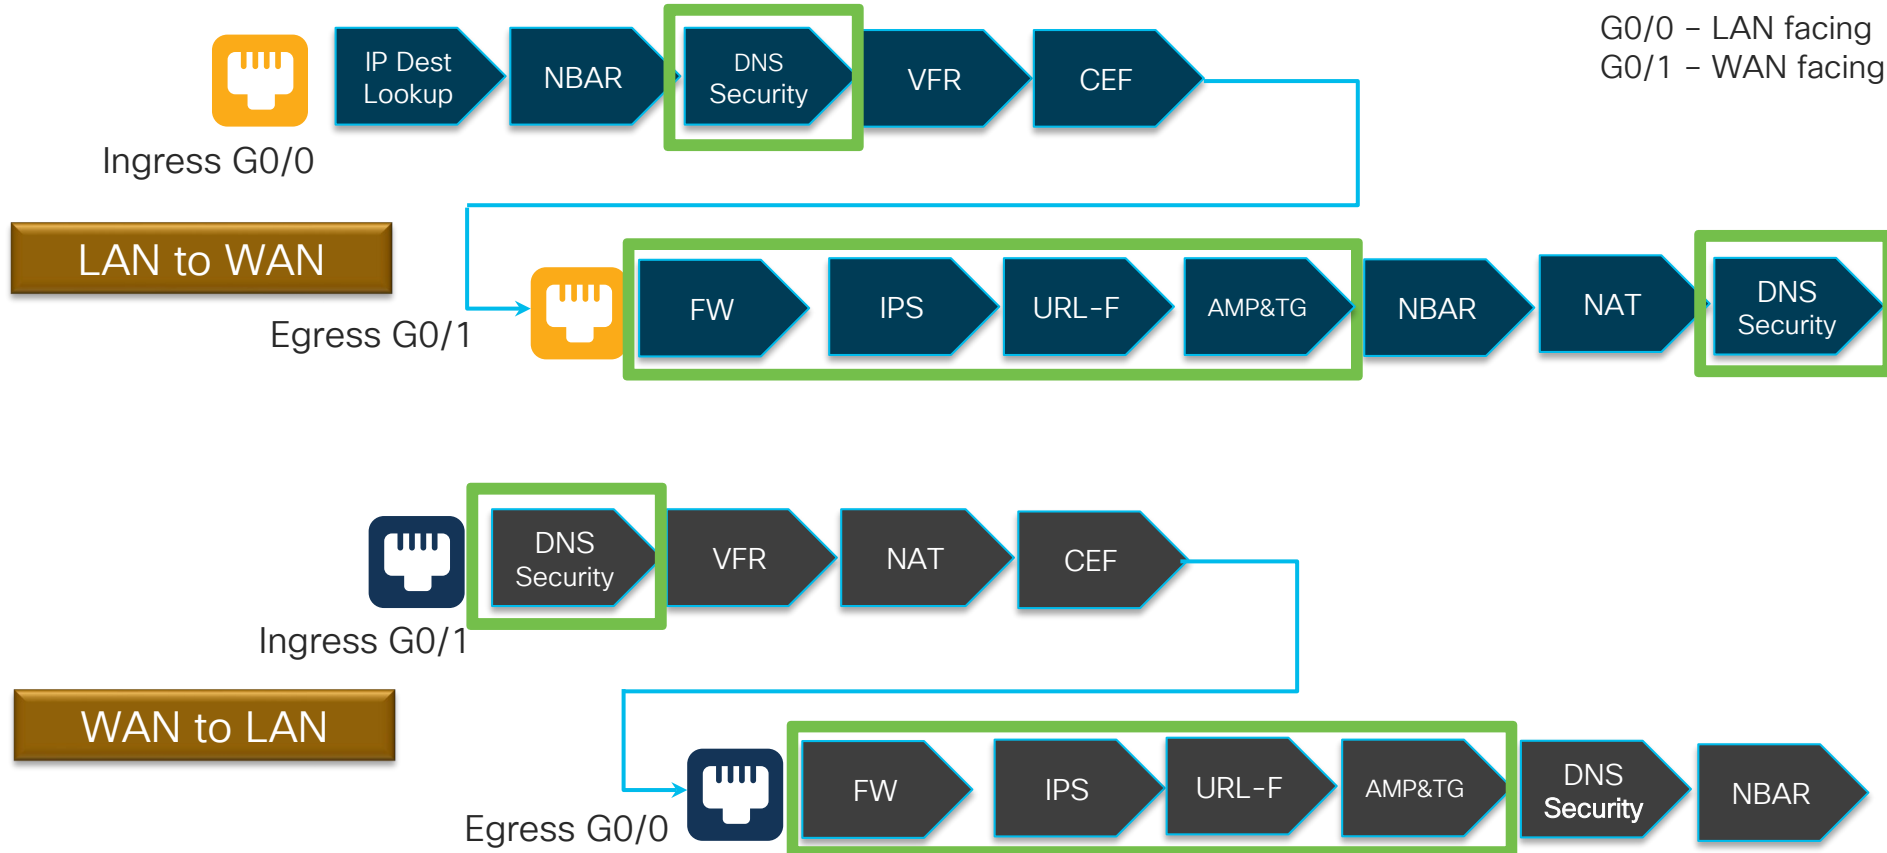 G0/0 – LAN facing
G0/1 – WAN facing
IP Dest
Lookup
NBAR
DNS
Security
VFR
CEF
Ingress G0/0
LAN to WAN
Egress G0/1
FW
IPS
URL-F
AMP&TG
NBAR
NAT
DNS
Security
DNS
Security
VFR
NAT
CEF
Ingress G0/1
WAN to LAN
Egress G0/0
FW
IPS
URL-F
AMP&TG
DNS
Security
NBAR